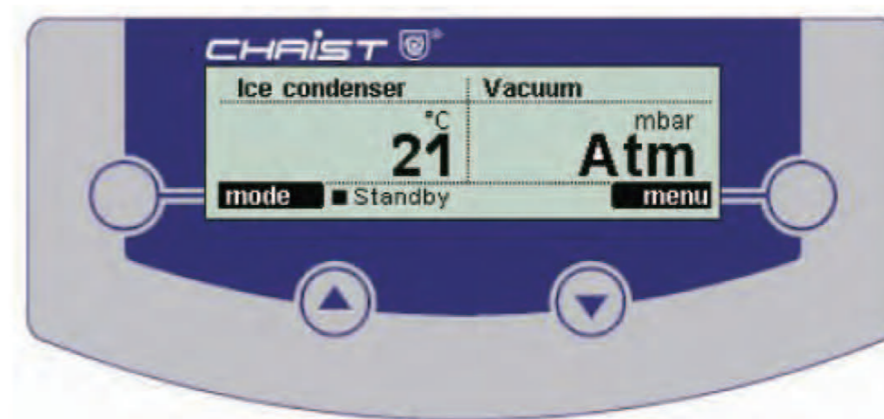 CHRiST ®
Ice condenser Vacuum
°C mbar
21 Atm
mode ■ Standby menu